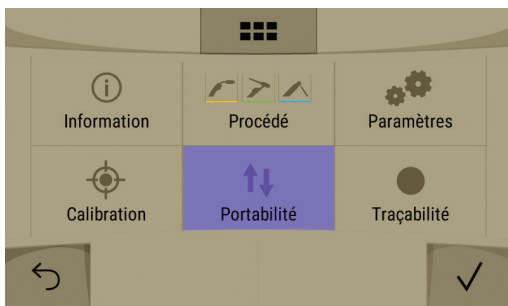 Information
Procédé
Paramètres
Calibration
Portabilité
Traçabilité